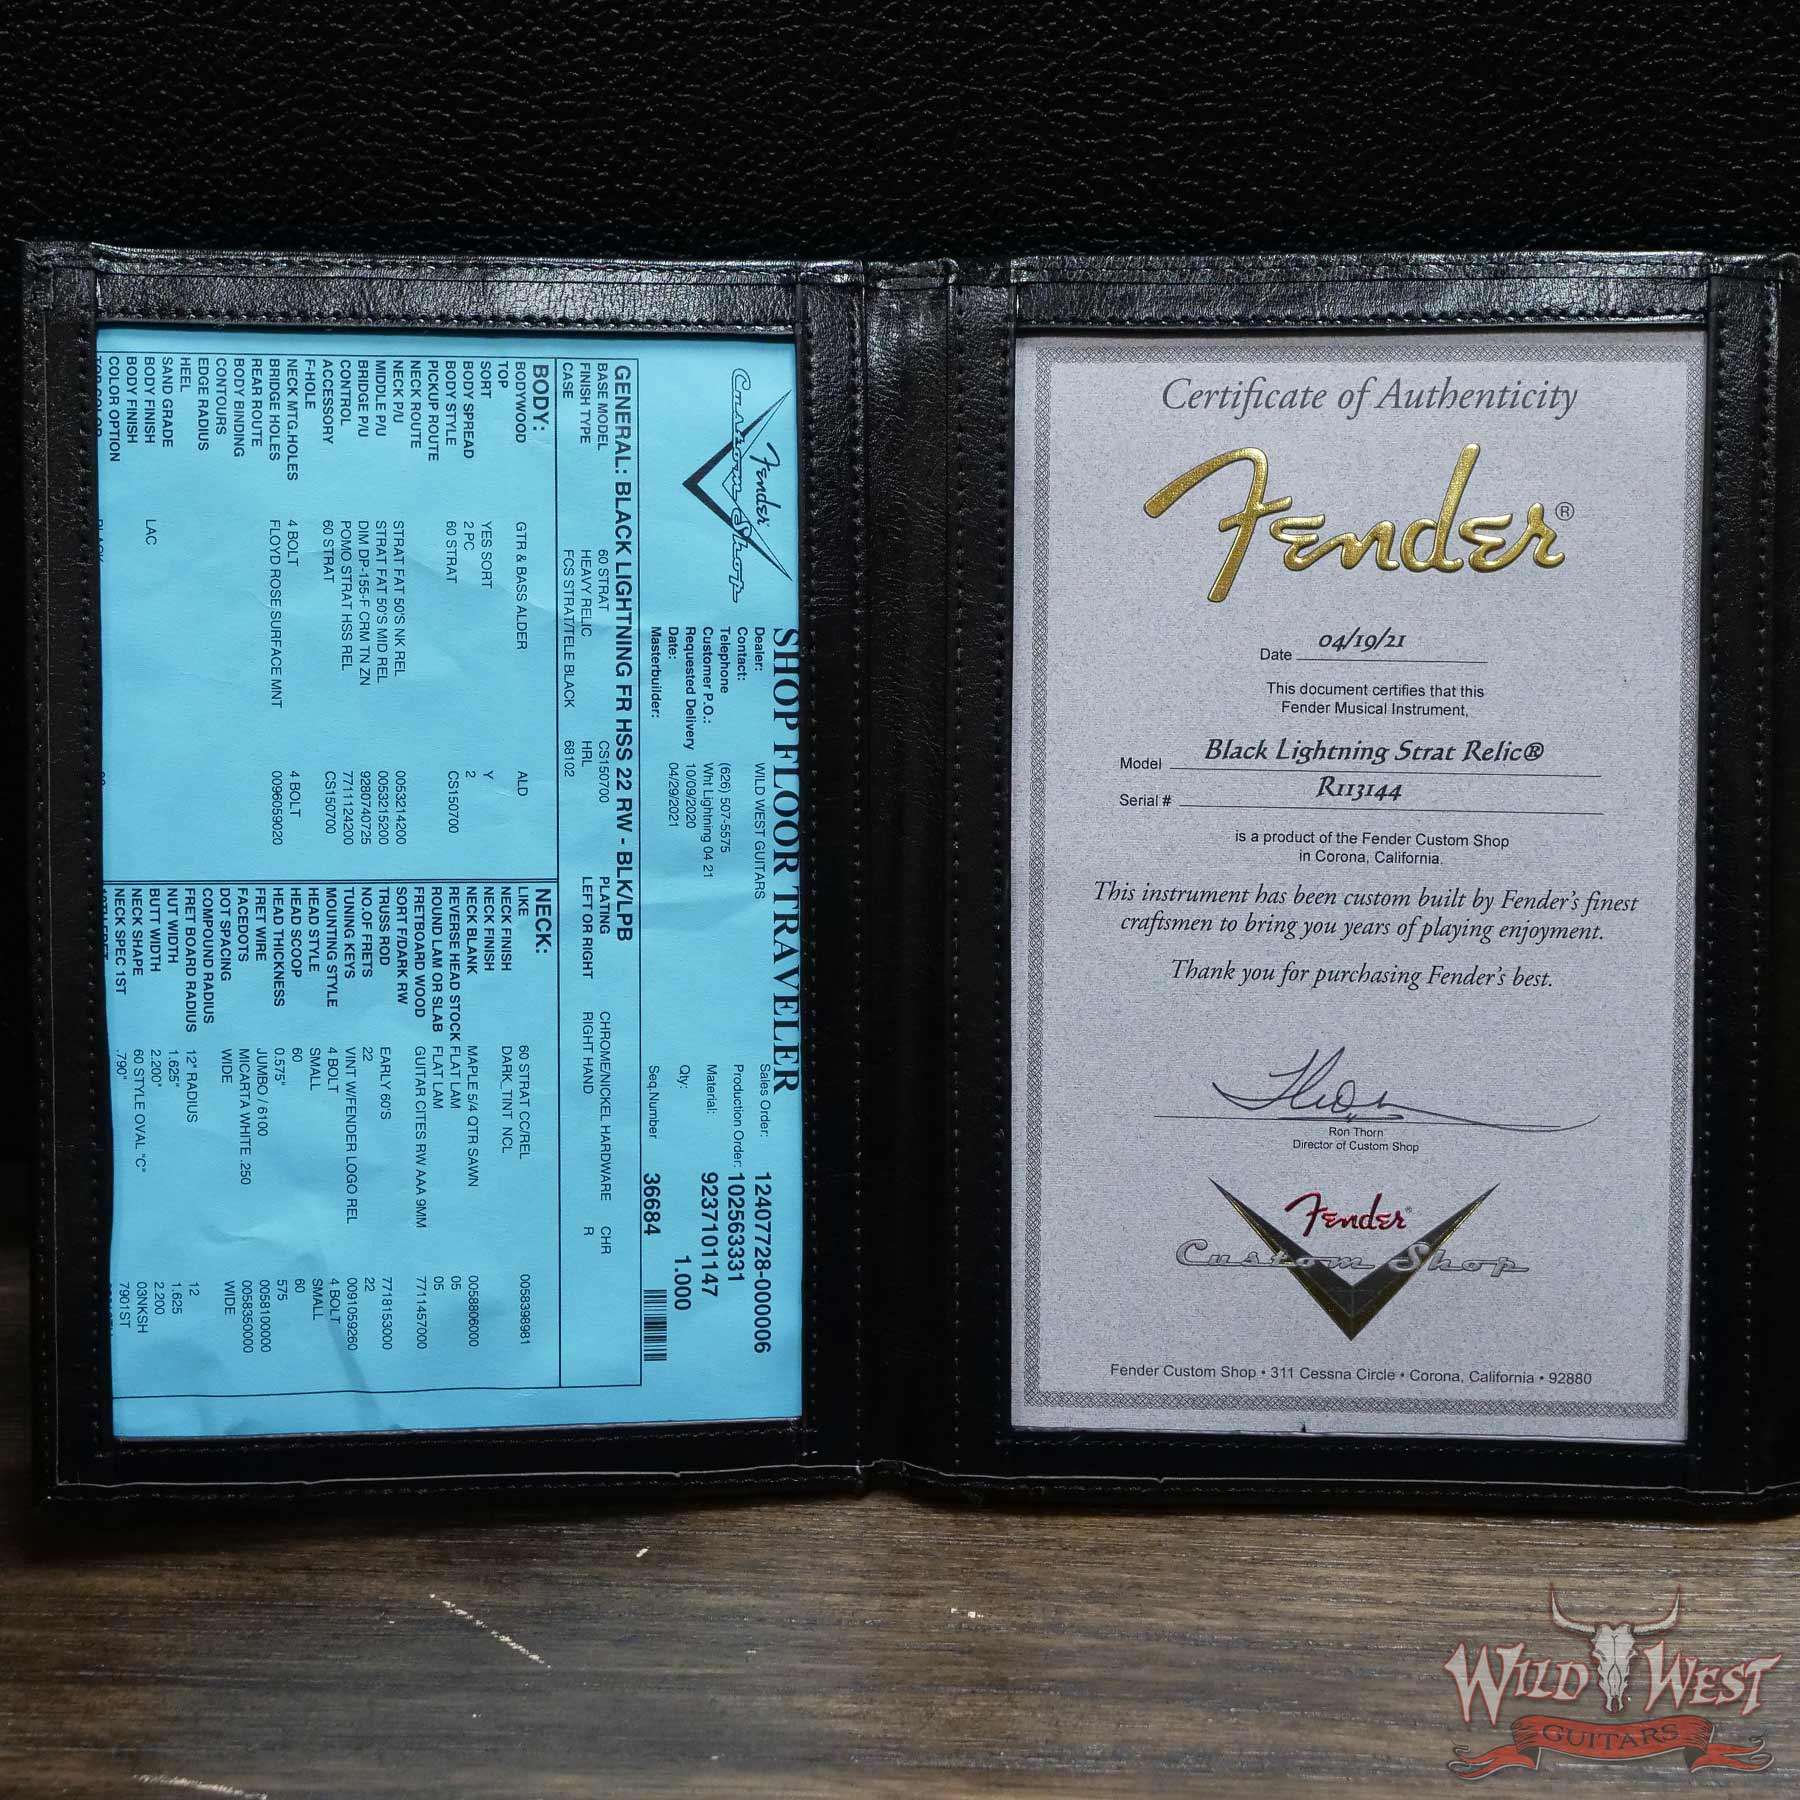 SHOP FLOOR TRAVELER
Fender
Custom Shop
Dealer: WILD WEST GUITARS
Contact:
Telephone (626) 507-5575
Customer P.O.: Wht Lightning 04 21
Requested Delivery 10/09/2020
Date: 04/29/2021
Masterbuilder:
Sales Order: 12407728-000006
Production Order: 102563331
Material: 9237101147
Qty: 1.000
Seq.Number 36684
GENERAL: BLACK LIGHTNING FR HSS 22 RW - BLK/LPB
BASE MODEL 60 STRAT CS150700 PLATING CHROME/NICKEL HARDWARE CHR
FINISH TYPE HEAVY RELIC HRL LEFT OR RIGHT RIGHT HAND R
CASE FCS STRAT/TELE BLACK 68102
BODY:
BODYWOOD GTR & BASS ALDER ALD
TOP
SORT YES SORT Y
BODY SPREAD 2 PC 2
BODY STYLE 60 STRAT CS150700
PICKUP ROUTE
NECK ROUTE
NECK P/U STRAT FAT 50'S NK REL 0053214200
MIDDLE P/U STRAT FAT 50'S MID REL 0053215200
BRIDGE P/U DIM DP-155-F CRM TN ZN 9280740725
CONTROL POMO STRAT HSS REL 7711124200
ACCESSORY 60 STRAT CS150700
F-HOLE
NECK MTG.HOLES 4 BOLT 4 BOLT
BRIDGE HOLES FLOYD ROSE SURFACE MNT 0096059020
REAR ROUTE
BODY BINDING
CONTOURS
EDGE RADIUS
HEEL
SAND GRADE
BODY FINISH LAC
BODY FINISH
COLOR OPTION
TOP COLOR BLACK
NECK:
LIKE 60 STRAT CC/REL 0058398981
NECK FINISH DARK_TINT NCL
NECK FINISH
NECK BLANK MAPLE 5/4 QTR SAWN 0058806000
REVERSE HEAD STOCK FLAT LAM 05
ROUND LAM OR SLAB FLAT LAM 05
FRETBOARD WOOD GUITAR CITES RW AAA 9MM 7711457000
SORT F/DARK RW
TRUSS ROD EARLY 60'S 7718153000
NO.OF FRETS 22 22
TUNING KEYS VINT W/FENDER LOGO REL 0091059260
MOUNTING STYLE 4 BOLT 4 BOLT
HEAD STYLE SMALL SMALL
HEAD SCOOP 60 60
HEAD THICKNESS 0.575" 575
FRET WIRE JUMBO / 6100 0058100000
FACEDOTS MICARTA WHITE .250 0058350000
DOT SPACING WIDE WIDE
COMPOUND RADIUS
FRET BOARD RADIUS 12" RADIUS 12
NUT WIDTH 1.625" 1.625
BUTT WIDTH 2.200" 2.200
NECK SHAPE 60 STYLE OVAL "C" 03NKSH
NECK SPEC 1ST .790" 7901ST
Certificate of Authenticity
Fender®
Date 04/19/21
This document certifies that this
Fender Musical Instrument,
Model Black Lightning Strat Relic®
Serial # R113144
is a product of the Fender Custom Shop
in Corona, California.
This instrument has been custom built by Fender's finest
craftsmen to bring you years of playing enjoyment.
Thank you for purchasing Fender's best.
Ron Thorn
Director of Custom Shop
Fender®
Custom Shop
Fender Custom Shop • 311 Cessna Circle • Corona, California • 92880
WILD WEST
GUITARS